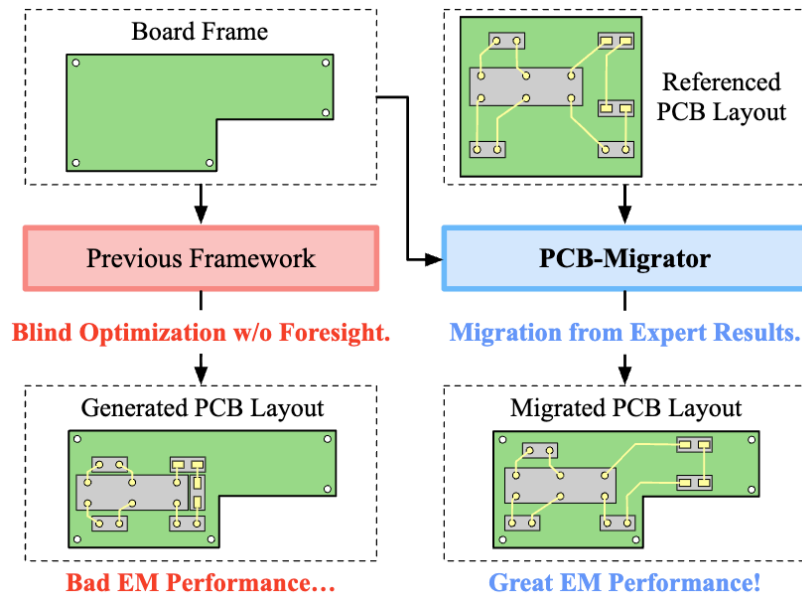 Board Frame
Referenced
PCB Layout
Previous Framework
PCB-Migrator
Blind Optimization w/o Foresight.
Migration from Expert Results.
Generated PCB Layout
Migrated PCB Layout
Bad EM Performance…
Great EM Performance!